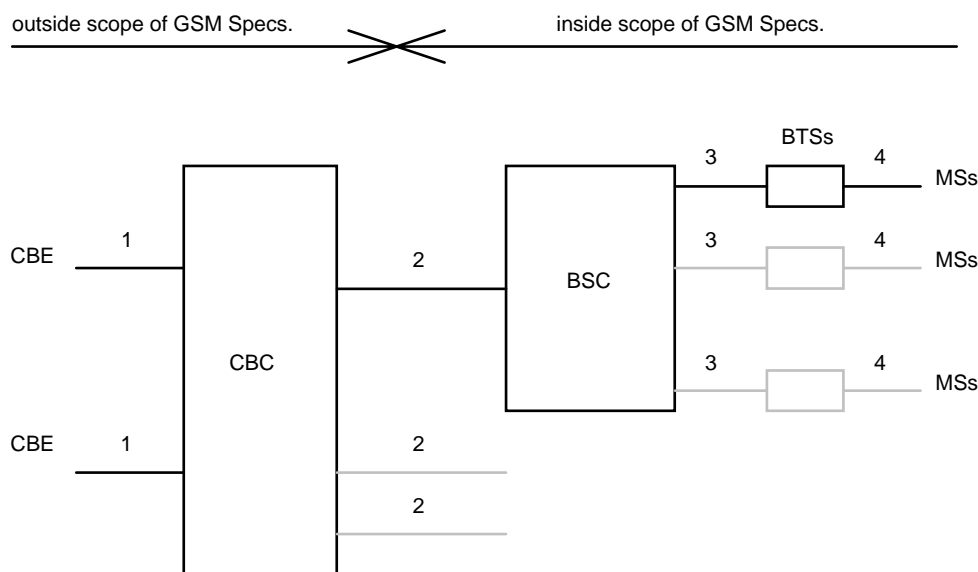 outside scope of GSM Specs. inside scope of GSM Specs.
BTSs
3 4 MSs
1 3 4 MSs
CBE 2
BSC
CBC 3 4 MSs
CBE 1 2
2